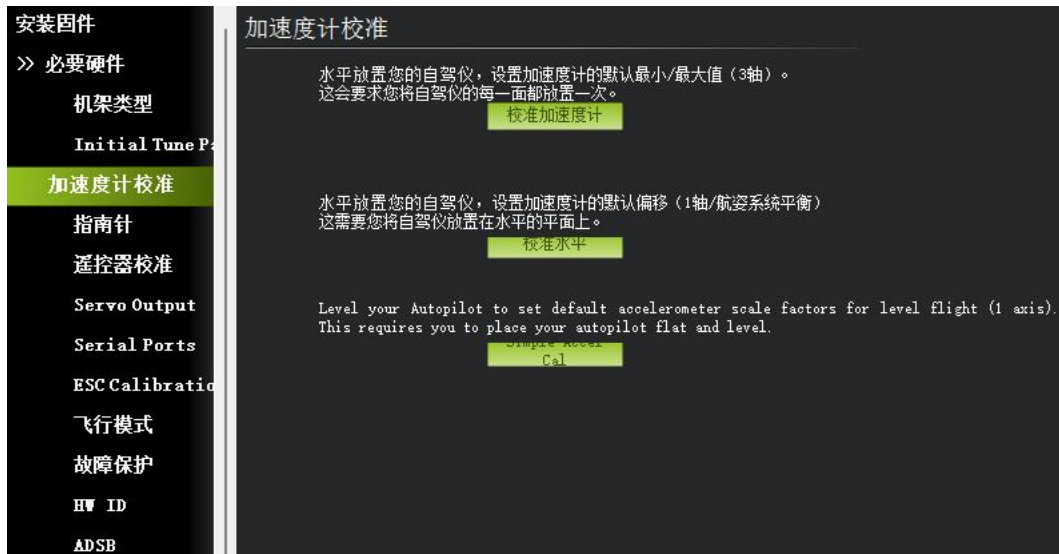 安装固件
>> 必要硬件
机架类型
Initial Tune Pa
加速度计校准
指南针
遥控器校准
Servo Output
Serial Ports
ESC Calibratio
飞行模式
故障保护
HW ID
ADSB
加速度计校准
水平放置您的自驾仪，设置加速度计的默认最小/最大值（3轴）。
这会要求您将自驾仪的每一面都放置一次。
校准加速度计
水平放置您的自驾仪，设置加速度计的默认偏移（1轴/航姿系统平衡）
这需要您将自驾仪放置在水平的平面上。
校准水平
Level your Autopilot to set default accelerometer scale factors for level flight (1 axis).
This requires you to place your autopilot flat and level.
Simple Accel
Cal